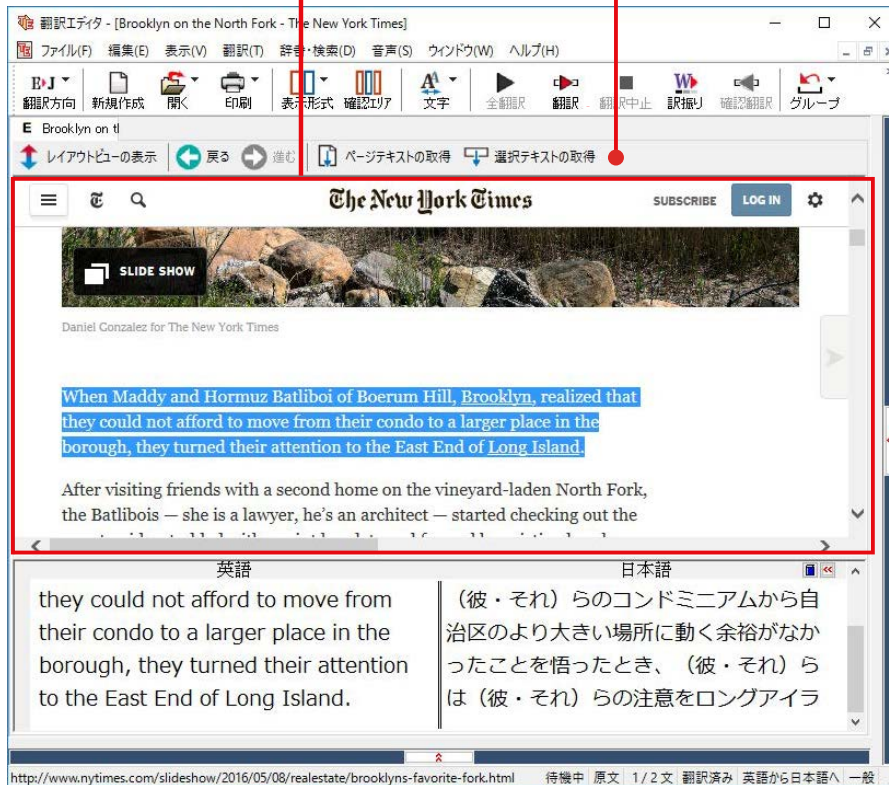 翻訳エディタ - [Brooklyn on the North Fork - The New York Times]
ファイル(F) 編集(E) 表示(V) 翻訳(T) 辞書・検索(D) 音声(S) ウィンドウ(W) ヘルプ(H)
E▸J
翻訳方向 新規作成 開く 印刷 表示形式 確認エリア 文字 全翻訳 翻訳 翻訳中止 訳振り 確認翻訳 グループ
E Brooklyn on tl
レイアウトビューの表示 戻る 進む ページテキストの取得 選択テキストの取得
The New York Times SUBSCRIBE LOG IN
SLIDE SHOW
Daniel Gonzalez for The New York Times
When Maddy and Hormuz Batliboi of Boerum Hill, Brooklyn, realized that
they could not afford to move from their condo to a larger place in the
borough, they turned their attention to the East End of Long Island.
After visiting friends with a second home on the vineyard-laden North Fork,
the Batlibois — she is a lawyer, he's an architect — started checking out the
英語 日本語
they could not afford to move from
their condo to a larger place in the
borough, they turned their attention
to the East End of Long Island.
（彼・それ）らのコンドミニアムから自
治区のより大きい場所に動く余裕がなか
ったことを悟ったとき、（彼・それ）ら
は（彼・それ）らの注意をロングアイラ
http://www.nytimes.com/slideshow/2016/05/08/realestate/brooklyns-favorite-fork.html 待機中 原文 1/2文 翻訳済み 英語から日本語へ 一般